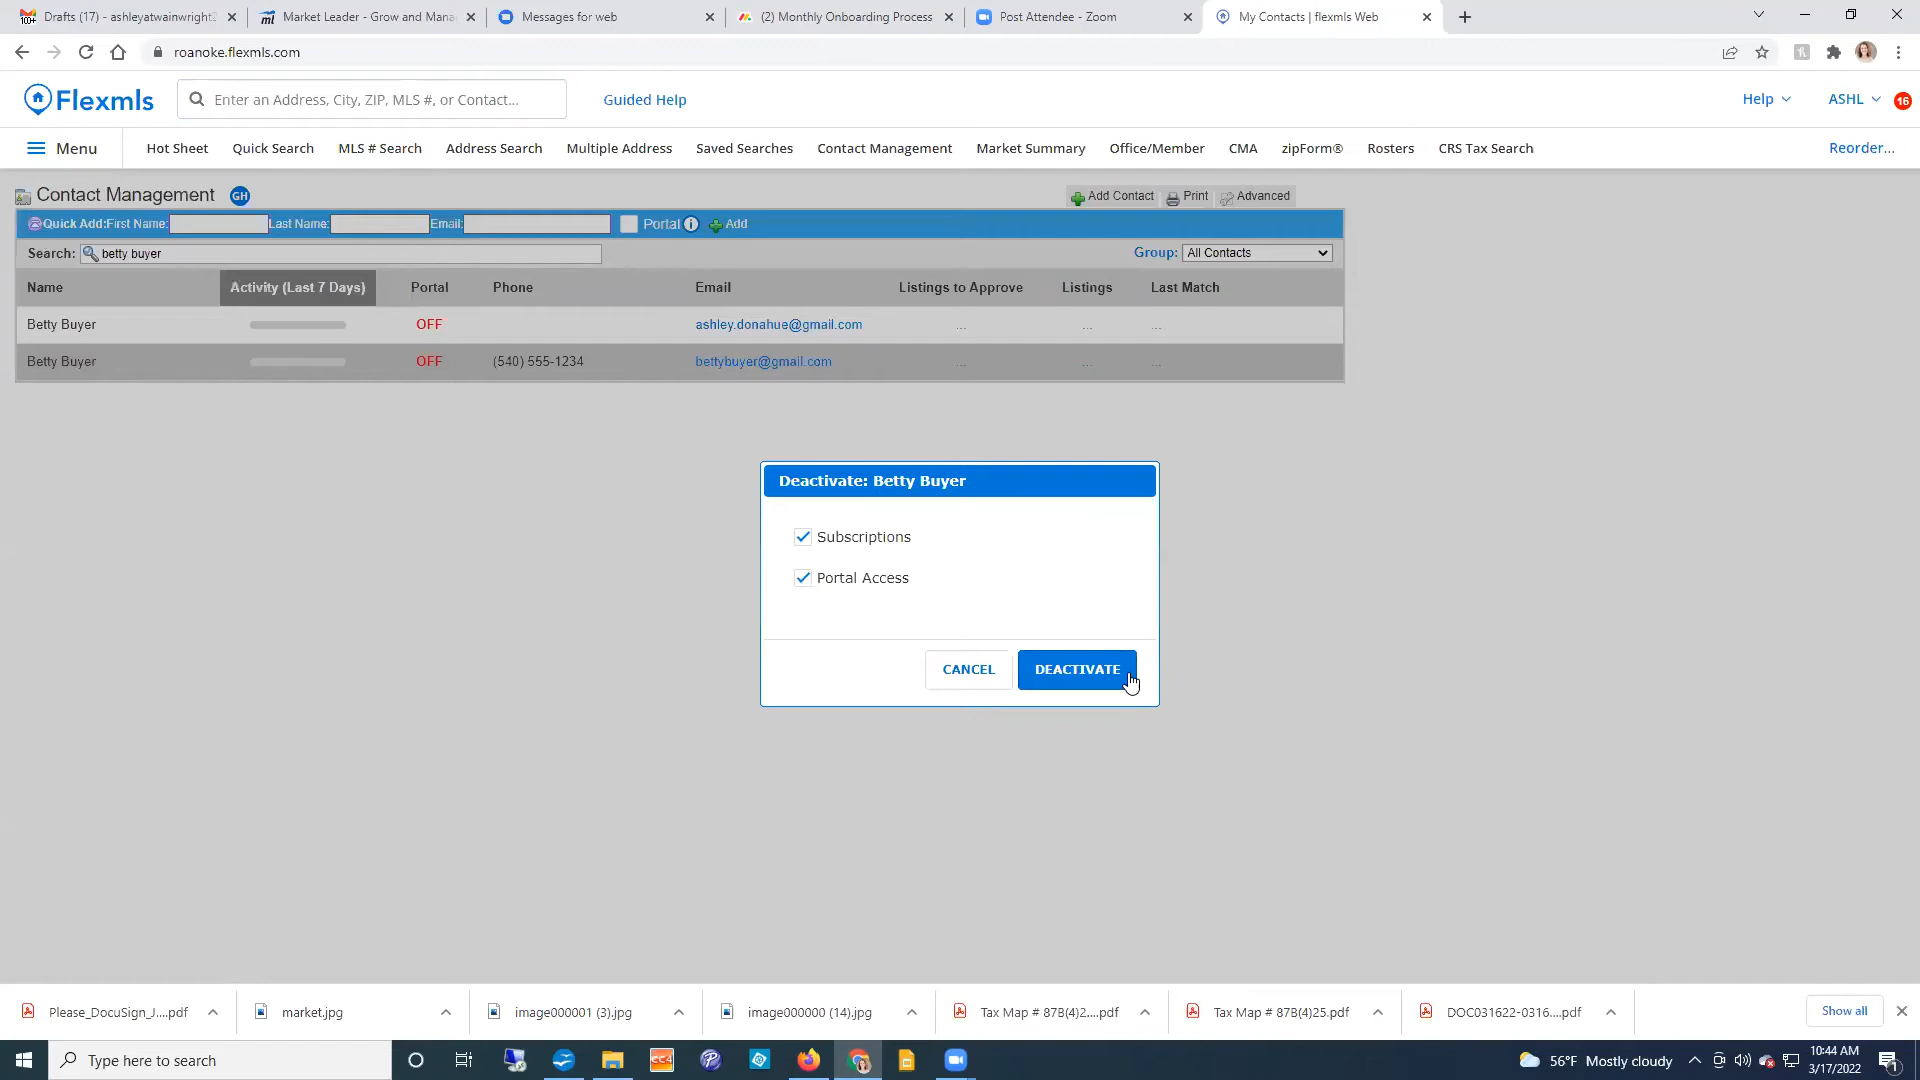 Drafts (17) - ashleyatwainwright
Market Leader - Grow and Mana
Messages for web
(2) Monthly Onboarding Process
Post Attendee - Zoom
My Contacts | flexmls Web
roanoke.flexmls.com
Flexmls
Enter an Address, City, ZIP, MLS #, or Contact...
Guided Help
Help
ASHL
16
Menu
Hot Sheet
Quick Search
MLS # Search
Address Search
Multiple Address
Saved Searches
Contact Management
Market Summary
Office/Member
CMA
zipForm®
Rosters
CRS Tax Search
Reorder...
Contact Management
GH
Add Contact
Print
Advanced
Quick Add: First Name:
Last Name:
Email:
Portal
Add
Search: betty buyer
Group: All Contacts
Name
Activity (Last 7 Days)
Portal
Phone
Email
Listings to Approve
Listings
Last Match
Betty Buyer OFF ashley.donahue@gmail.com ... ... ...
Betty Buyer OFF (540) 555-1234 bettybuyer@gmail.com ... ... ...
Deactivate: Betty Buyer
Subscriptions
Portal Access
CANCEL
DEACTIVATE
Please_DocuSign_J....pdf
market.jpg
image000001 (3).jpg
image000000 (14).jpg
Tax Map # 87B(4)2....pdf
Tax Map # 87B(4)25.pdf
DOC031622-0316....pdf
Show all
Type here to search
CC4
56°F Mostly cloudy
10:44 AM
3/17/2022
1